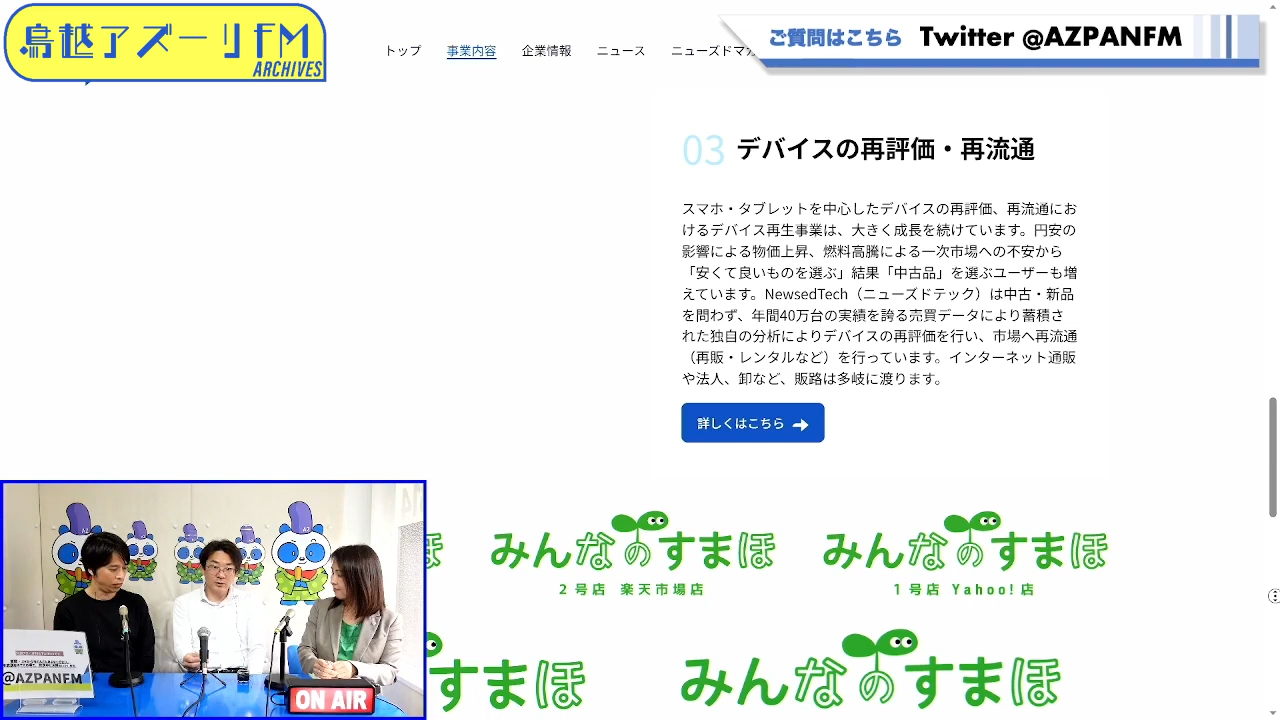 鳥越アズーリFM
ARCHIVES
トップ
事業内容
企業情報
ニュース
ご質問はこちら Twitter @AZPANFM
03 デバイスの再評価・再流通
スマホ・タブレットを中心したデバイスの再評価、再流通にお
けるデバイス再生事業は、大きく成長を続けています。円安の
影響による物価上昇、燃料高騰による一次市場への不安から
「安くて良いものを選ぶ」結果「中古品」を選ぶユーザーも増
えています。NewsedTech（ニューズドテック）は中古・新品
を問わず、年間40万台の実績を誇る売買データにより蓄積さ
れた独自の分析によりデバイスの再評価を行い、市場へ再流通
（再販・レンタルなど）を行っています。インターネット通販
や法人、卸など、販路は多岐に渡ります。
詳しくはこちら
ほ
みんなのすまほ
2号店 楽天市場店
みんなのすまほ
1号店 Yahoo!店
すまほ
みんなのすまほ
@AZPANFM
ON AIR